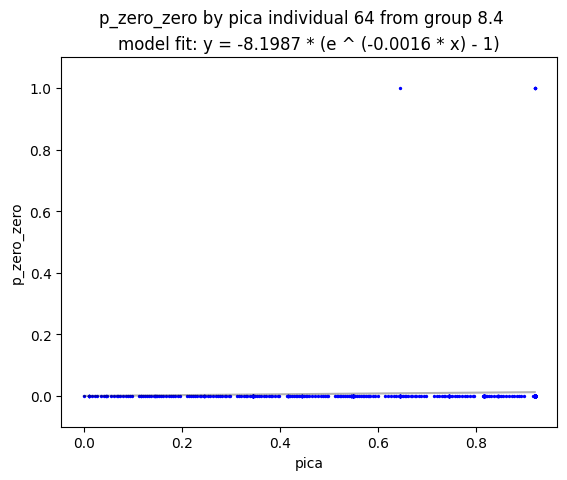 p_zero_zero by pica individual 64 from group 8.4
model fit: y = -8.1987 * (e ^ (-0.0016 * x) - 1)
1.0
0.8
0.6
0.4
0.2
0.0
p_zero_zero
0.0 0.2 0.4 0.6 0.8
pica